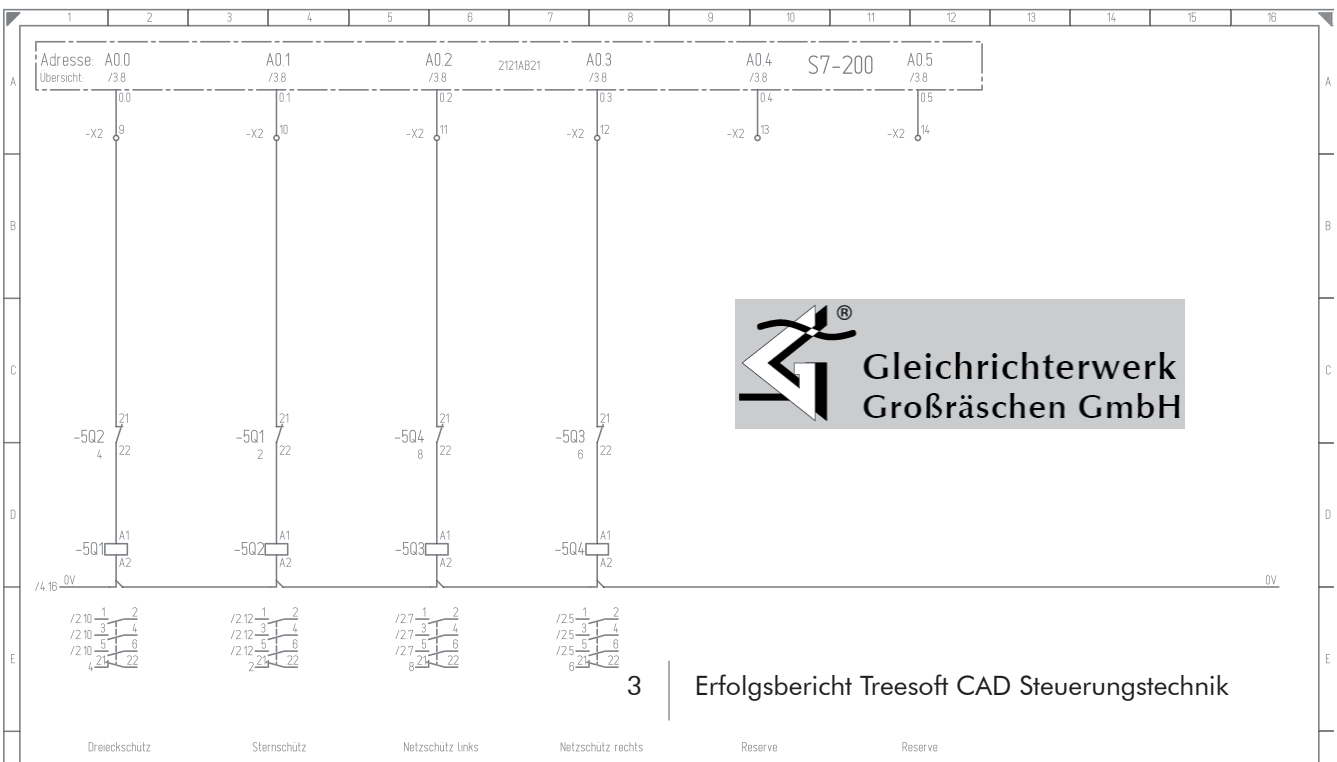 1 2 3 4 5 6 7 8 9 10 11 12 13 14 15 16
Adresse: A0.0 A0.1 A0.2 2121AB21 A0.3 A0.4 S7-200 A0.5
Übersicht: /3.8 /3.8 /3.8 /3.8 /3.8 /3.8
A A
0.0 0.1 0.2 0.3 0.4 0.5
-X2 9 -X2 10 -X2 11 -X2 12 -X2 13 -X2 14
B B
®
Gleichrichterwerk
Großräschen GmbH
C C
21 21 21 21
-5Q2 -5Q1 -5Q4 -5Q3
4 22 2 22 8 22 6 22
D D
A1 A1 A1 A1
-5Q1 -5Q2 -5Q3 -5Q4
A2 A2 A2 A2
/4.16 0V 0V
/2.10 1 2 /2.12 1 2 /2.7 1 2 /2.5 1 2
/2.10 3 4 /2.12 3 4 /2.7 3 4 /2.5 3 4
/2.10 5 6 /2.12 5 6 /2.7 5 6 /2.5 5 6
4 21 22 2 21 22 8 21 22 6 21 22
E E
3 Erfolgsbericht Treesoft CAD Steuerungstechnik
Dreieckschütz Sternschütz Netzschütz links Netzschütz rechts Reserve Reserve